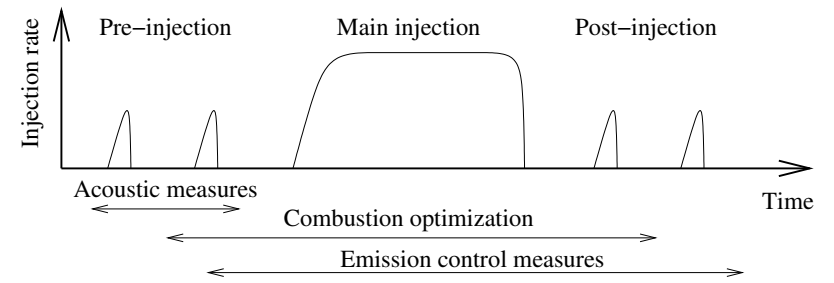 Pre−injection
Main injection
Post−injection
Injection rate
Acoustic measures
Time
Combustion optimization
Emission control measures